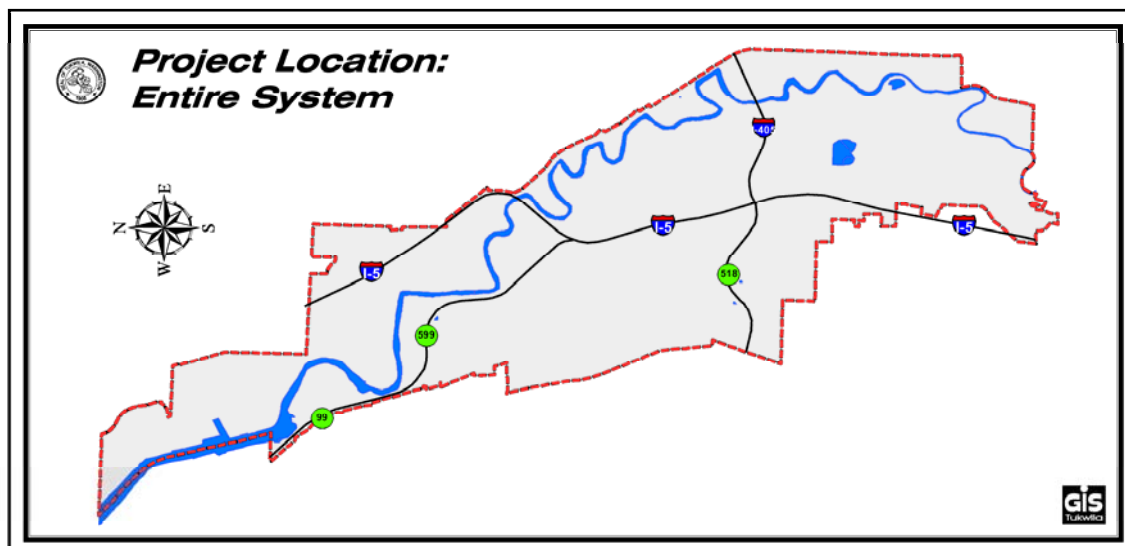 Project Location:
Entire System
I-405
E
N
S
W
I-5
I-5
I-5
518
599
99
GIS
Tukwila